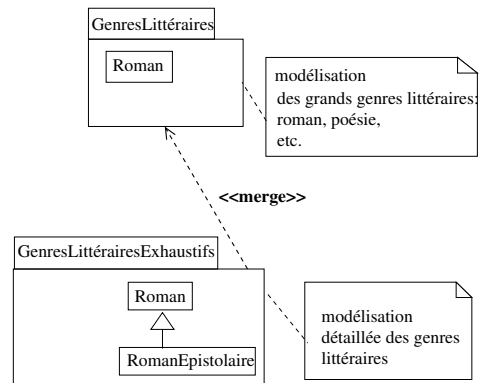 GenresLittéraires
Roman
modélisation
des grands genres littéraires:
roman, poésie,
etc.
<<merge>>
GenresLittérairesExhaustifs
Roman
RomanEpistolaire
modélisation
détaillée des genres
littéraires